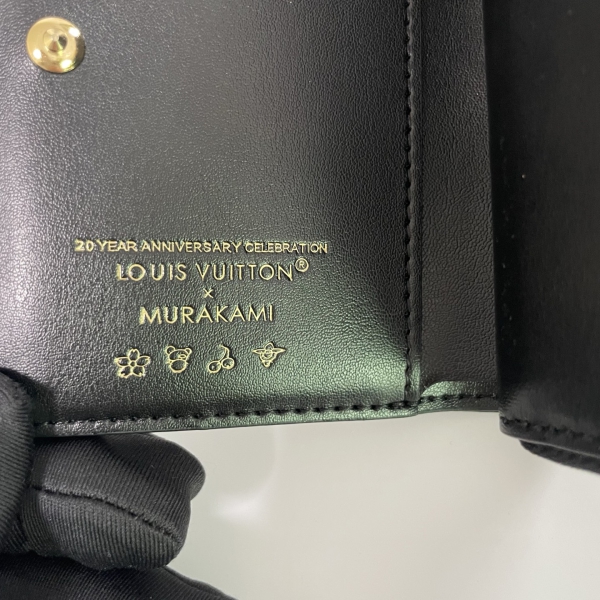 20 YEAR ANNIVERSARY CELEBRATION
LOUIS VUITTON®
×
MURAKAMI